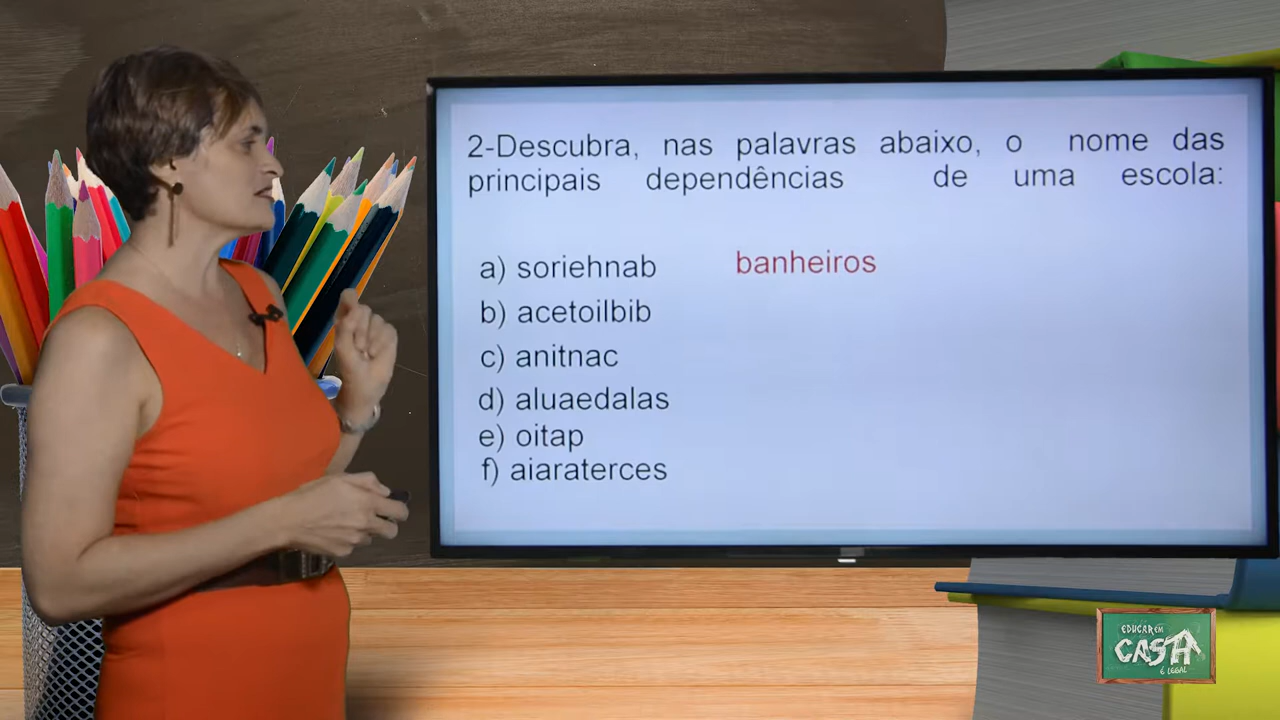 2-Descubra, nas palavras abaixo, o nome das
principais dependências de uma escola:
a) soriehnab banheiros
b) acetoilbib
c) anitnac
d) aluaedalas
e) oitap
f) aiaraterces
EDUCAR EM
CASA
É LEGAL